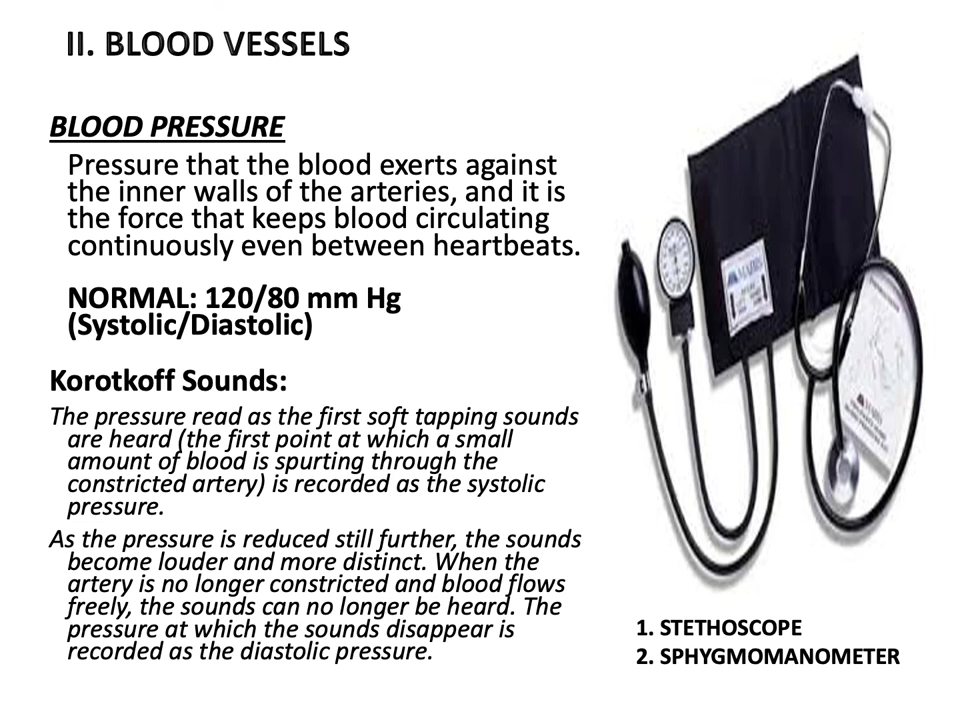 II. BLOOD VESSELS
BLOOD PRESSURE
Pressure that the blood exerts against
the inner walls of the arteries, and it is
the force that keeps blood circulating
continuously even between heartbeats.
NORMAL: 120/80 mm Hg
(Systolic/Diastolic)
Korotkoff Sounds:
The pressure read as the first soft tapping sounds
are heard (the first point at which a small
amount of blood is spurting through the
constricted artery) is recorded as the systolic
pressure.
As the pressure is reduced still further, the sounds
become louder and more distinct. When the
artery is no longer constricted and blood flows
freely, the sounds can no longer be heard. The
pressure at which the sounds disappear is
recorded as the diastolic pressure.
1. STETHOSCOPE
2. SPHYGMOMANOMETER